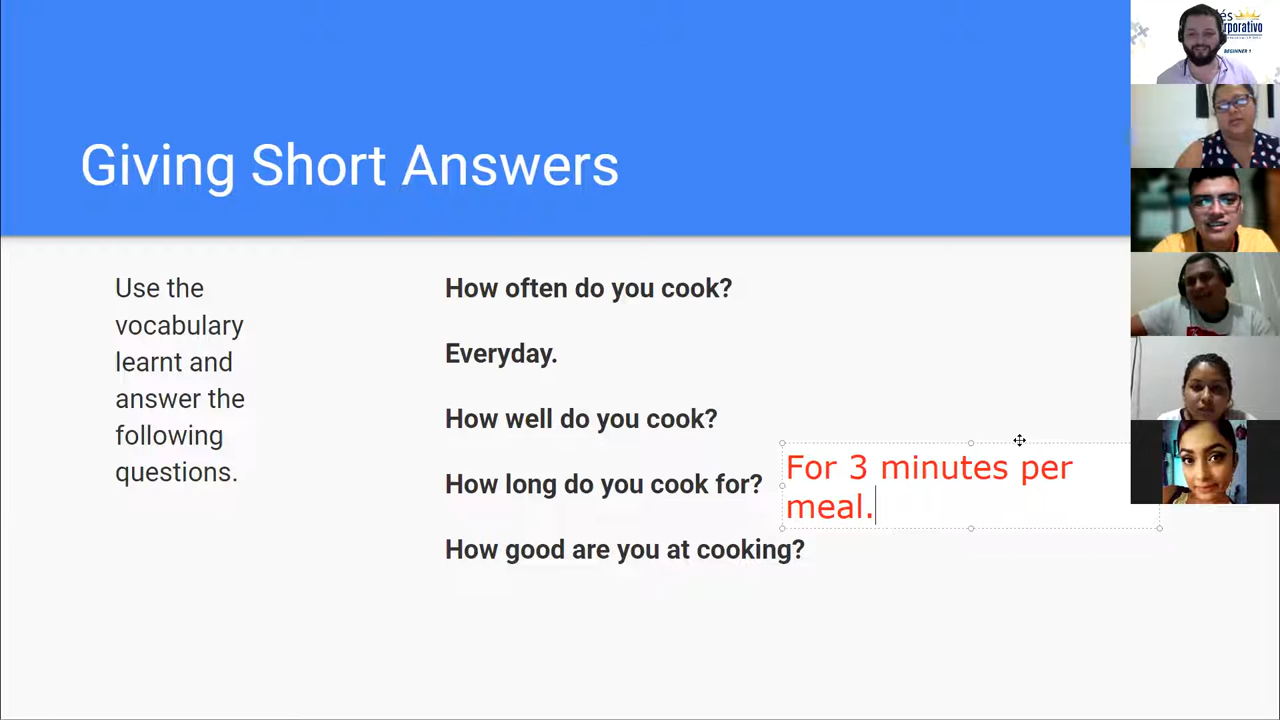 Giving Short Answers
Use the
vocabulary
learnt and
answer the
following
questions.
How often do you cook?
Everyday.
How well do you cook?
How long do you cook for?
For 3 minutes per
meal.
How good are you at cooking?
BEGINNER 1